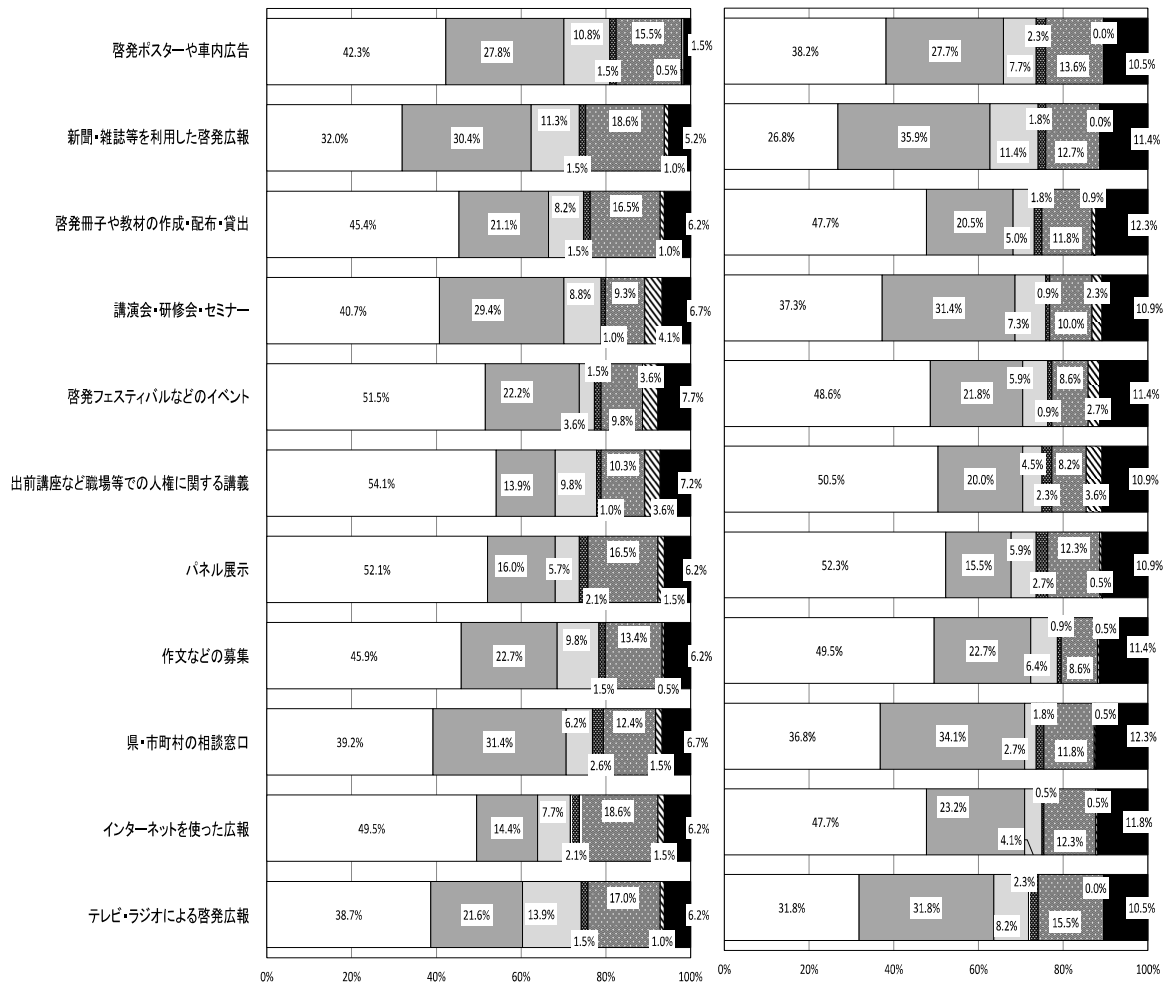 啓発ポスターや車内広告
42.3% 27.8% 10.8% 1.5% 15.5% 0.5% 1.5%
38.2% 27.7% 7.7% 2.3% 13.6% 0.0% 10.5%
新聞・雑誌等を利用した啓発広報
32.0% 30.4% 11.3% 1.5% 18.6% 1.0% 5.2%
26.8% 35.9% 11.4% 1.8% 12.7% 0.0% 11.4%
啓発冊子や教材の作成・配布・貸出
45.4% 21.1% 8.2% 1.5% 16.5% 1.0% 6.2%
47.7% 20.5% 5.0% 1.8% 11.8% 0.9% 12.3%
講演会・研修会・セミナー
40.7% 29.4% 8.8% 1.0% 9.3% 4.1% 6.7%
37.3% 31.4% 7.3% 0.9% 10.0% 2.3% 10.9%
啓発フェスティバルなどのイベント
51.5% 22.2% 3.6% 1.5% 9.8% 3.6% 7.7%
48.6% 21.8% 5.9% 0.9% 8.6% 2.7% 11.4%
出前講座など職場等での人権に関する講義
54.1% 13.9% 9.8% 1.0% 10.3% 3.6% 7.2%
50.5% 20.0% 4.5% 2.3% 8.2% 3.6% 10.9%
パネル展示
52.1% 16.0% 5.7% 2.1% 16.5% 1.5% 6.2%
52.3% 15.5% 5.9% 2.7% 12.3% 0.5% 10.9%
作文などの募集
45.9% 22.7% 9.8% 1.5% 13.4% 0.5% 6.2%
49.5% 22.7% 6.4% 0.9% 8.6% 0.5% 11.4%
県・市町村の相談窓口
39.2% 31.4% 6.2% 2.6% 12.4% 1.5% 6.7%
36.8% 34.1% 2.7% 1.8% 11.8% 0.5% 12.3%
インターネットを使った広報
49.5% 14.4% 7.7% 2.1% 18.6% 1.5% 6.2%
47.7% 23.2% 4.1% 0.5% 12.3% 0.5% 11.8%
テレビ・ラジオによる啓発広報
38.7% 21.6% 13.9% 1.5% 17.0% 1.0% 6.2%
31.8% 31.8% 8.2% 2.3% 15.5% 0.0% 10.5%
0% 20% 40% 60% 80% 100%
0% 20% 40% 60% 80% 100%